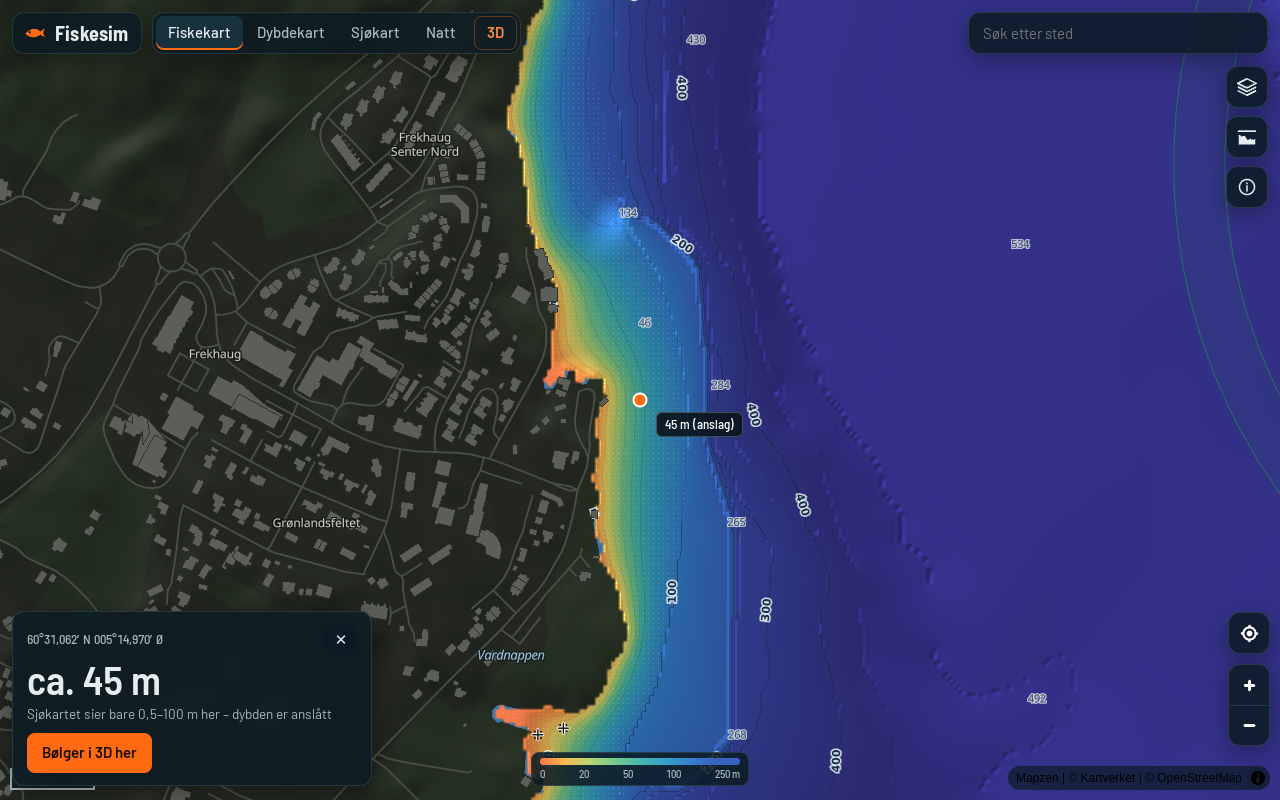 Fiskesim
Fiskekart
Dybdekart
Sjøkart
Natt
3D
Søk etter sted
430
400
Frekhaug
Senter Nord
134
200
534
46
Frekhaug
284
400
45 m (anslag)
400
265
Grønlandsfeltet
100
300
Vardnappen
492
268
400
60°31,062′ N 005°14,970′ Ø
ca. 45 m
Sjøkartet sier bare 0,5–100 m her – dybden er anslått
Bølger i 3D her
0 20 50 100 250 m
Mapzen | © Kartverket | © OpenStreetMap